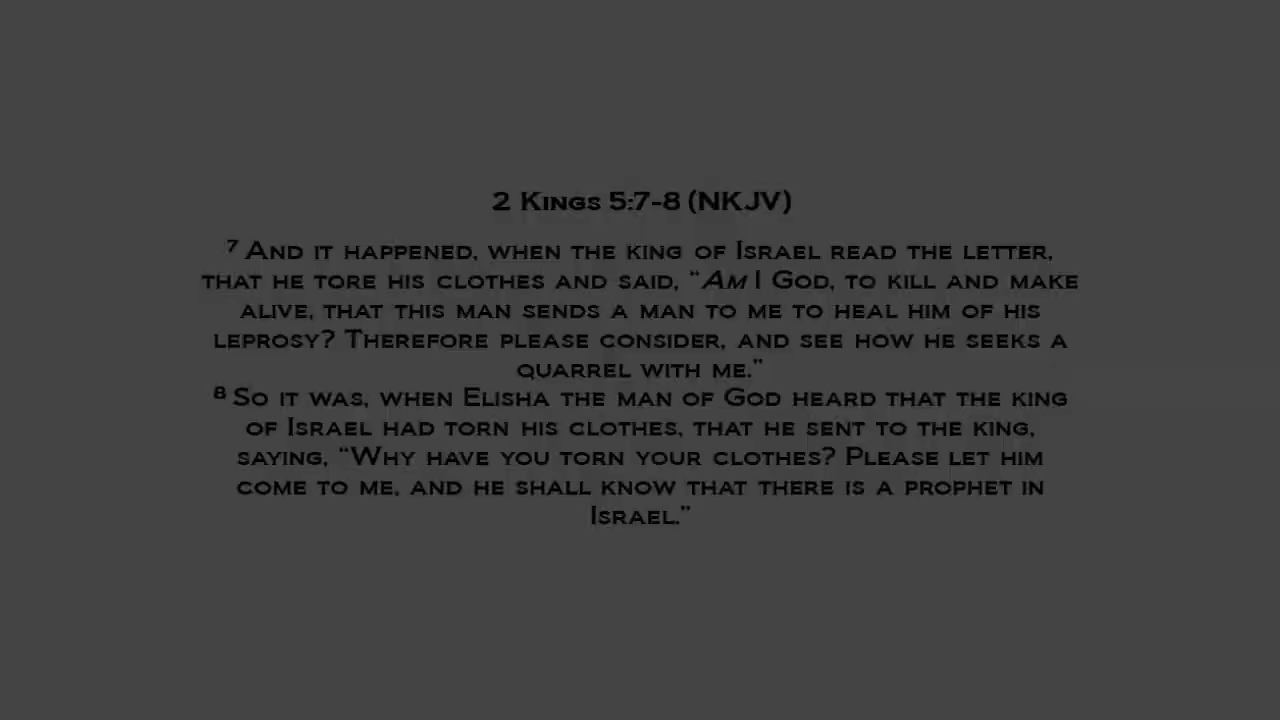 2 Kings 5:7-8 (NKJV)
7 And it happened, when the king of Israel read the letter,
that he tore his clothes and said, “Am I God, to kill and make
alive, that this man sends a man to me to heal him of his
leprosy? Therefore please consider, and see how he seeks a
quarrel with me.”
8 So it was, when Elisha the man of God heard that the king
of Israel had torn his clothes, that he sent to the king,
saying, “Why have you torn your clothes? Please let him
come to me, and he shall know that there is a prophet in
Israel.”